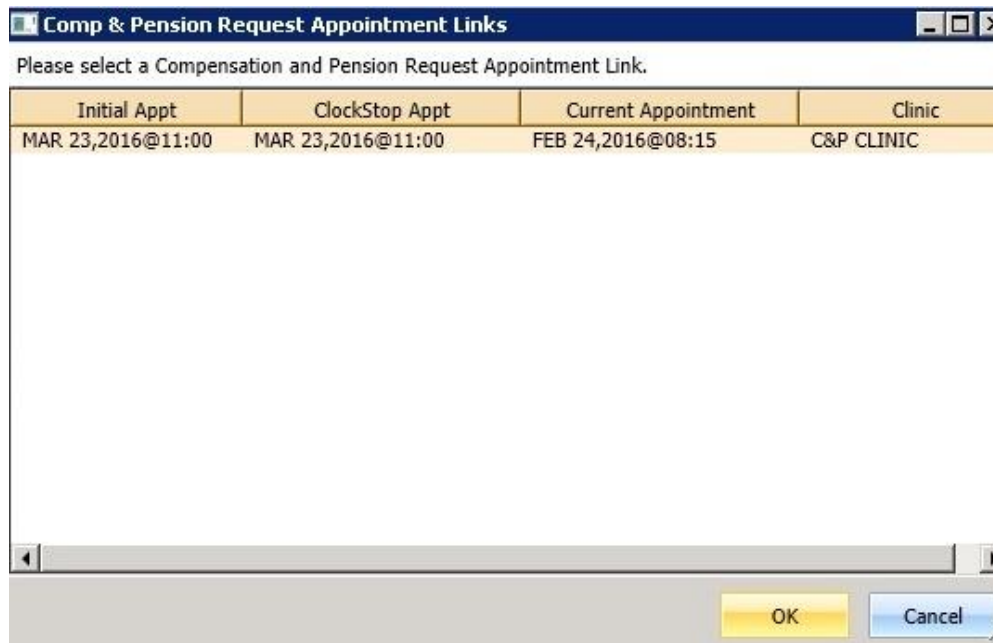 Comp & Pension Request Appointment Links
Please select a Compensation and Pension Request Appointment Link.
Initial Appt ClockStop Appt Current Appointment Clinic
MAR 23,2016@11:00 MAR 23,2016@11:00 FEB 24,2016@08:15 C&P CLINIC
OK Cancel